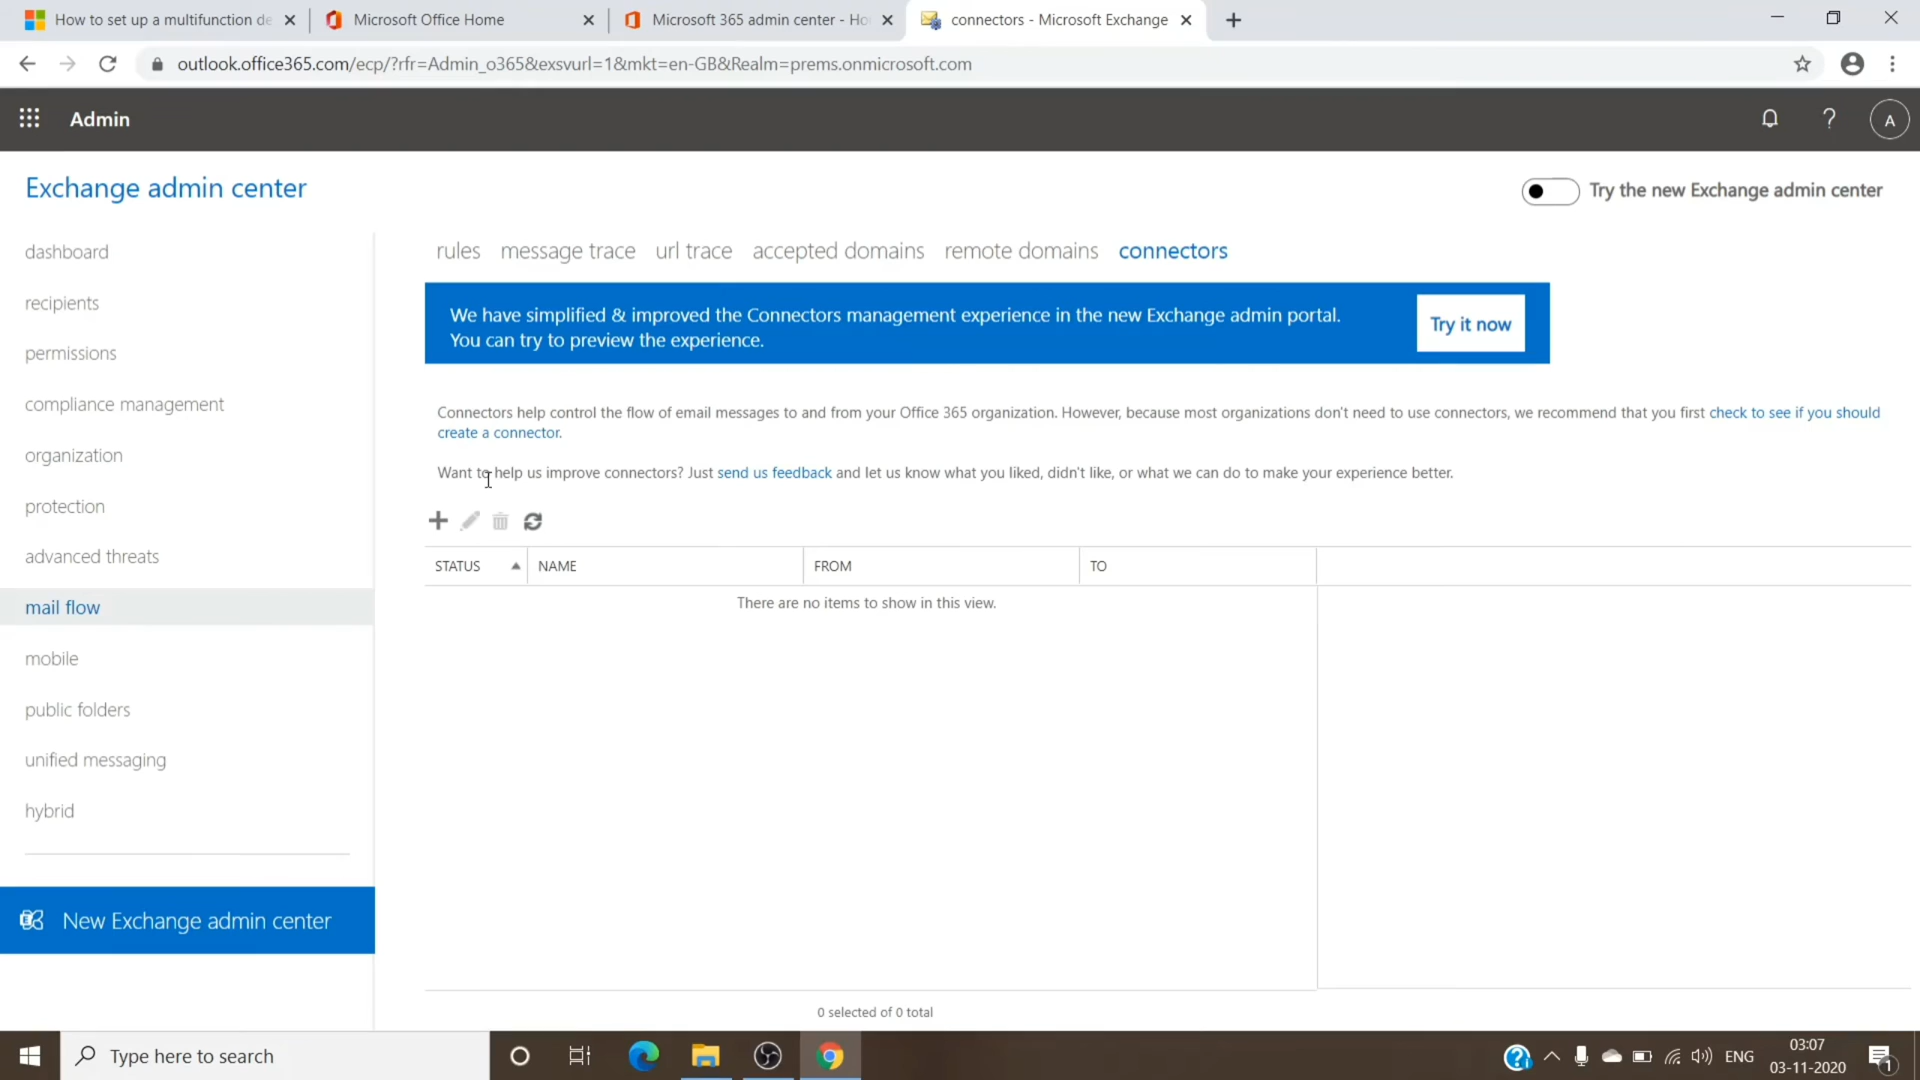 How to set up a multifunction de
Microsoft Office Home
Microsoft 365 admin center - Ho
connectors - Microsoft Exchange
outlook.office365.com/ecp/?rfr=Admin_o365&exsvurl=1&mkt=en-GB&Realm=prems.onmicrosoft.com
Admin
A
Exchange admin center
Try the new Exchange admin center
dashboard
recipients
permissions
compliance management
organization
protection
advanced threats
mail flow
mobile
public folders
unified messaging
hybrid
New Exchange admin center
rules message trace url trace accepted domains remote domains connectors
We have simplified & improved the Connectors management experience in the new Exchange admin portal.
You can try to preview the experience.
Try it now
Connectors help control the flow of email messages to and from your Office 365 organization. However, because most organizations don't need to use connectors, we recommend that you first check to see if you should
create a connector.
Want to help us improve connectors? Just send us feedback and let us know what you liked, didn't like, or what we can do to make your experience better.
STATUS NAME FROM TO
There are no items to show in this view.
0 selected of 0 total
Type here to search
ENG
03:07
03-11-2020
1